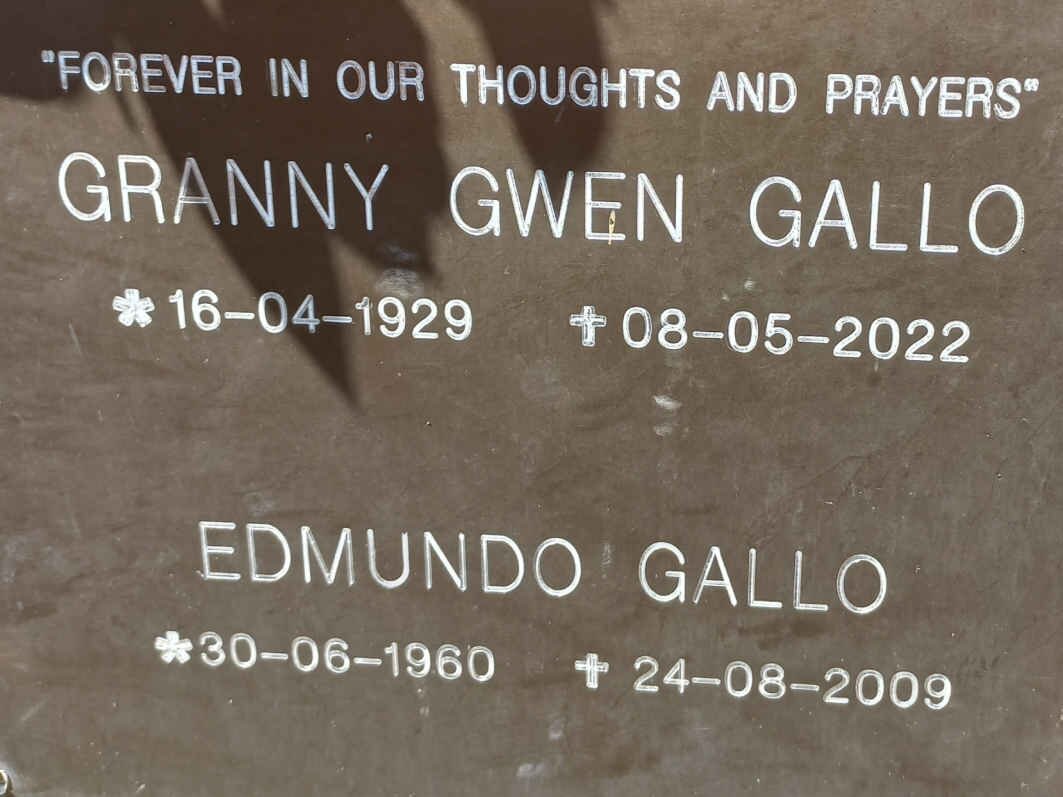 "FOREVER IN OUR THOUGHTS AND PRAYERS"
GRANNY GWEN GALLO
*16-04-1929 ✝08-05-2022
EDMUNDO GALLO
*30-06-1960 ✝24-08-2009